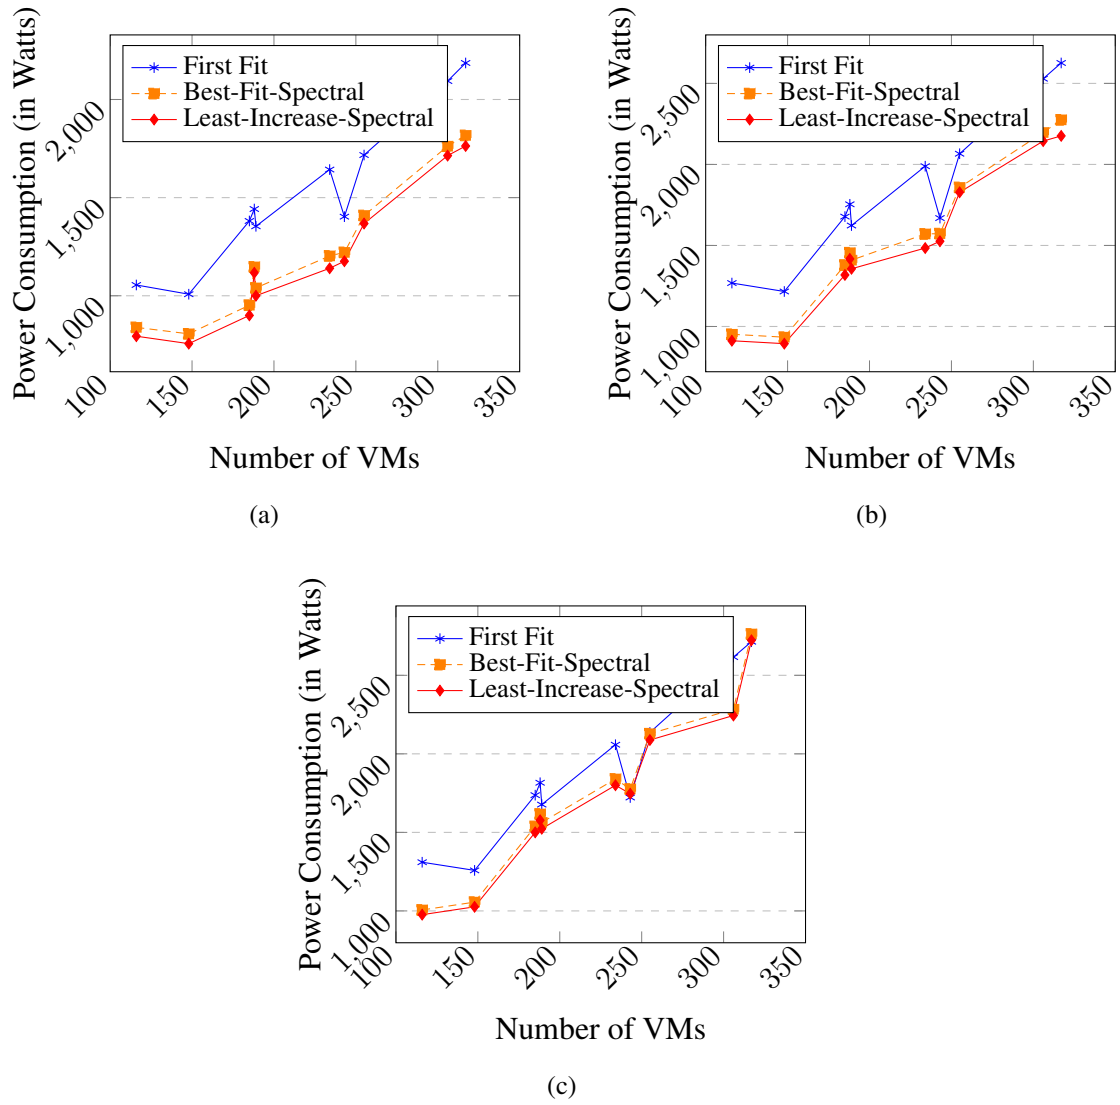 First Fit
Best-Fit-Spectral
Least-Increase-Spectral
Power Consumption (in Watts)
2,000
1,500
1,000
100
150
200
250
300
350
Number of VMs
(a)
First Fit
Best-Fit-Spectral
Least-Increase-Spectral
Power Consumption (in Watts)
2,500
2,000
1,500
1,000
100
150
200
250
300
350
Number of VMs
(b)
First Fit
Best-Fit-Spectral
Least-Increase-Spectral
Power Consumption (in Watts)
2,500
2,000
1,500
1,000
100
150
200
250
300
350
Number of VMs
(c)